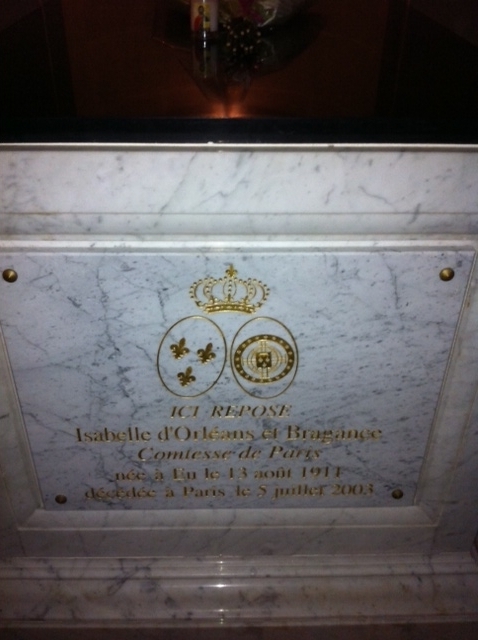 ICI REPOSE
Isabelle d'Orléans et Bragance
Comtesse de Paris
née à Eu le 13 août 1911
décédée à Paris le 5 juillet 2003